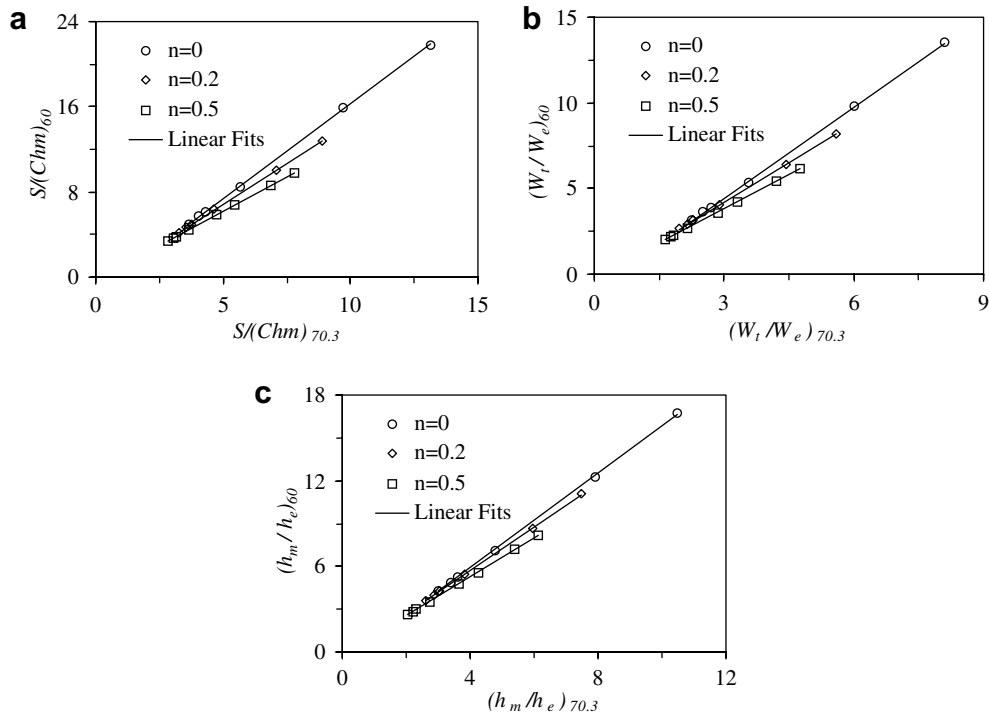 a
24
16
8
0
S/(Chm)60
n=0
n=0.2
n=0.5
Linear Fits
0 5 10 15
S/(Chm) 70.3
b
15
10
5
0
(Wt / We)60
n=0
n=0.2
n=0.5
Linear Fits
0 3 6 9
(Wt /We) 70.3
c
18
12
6
0
(hm / he)60
n=0
n=0.2
n=0.5
Linear Fits
0 4 8 12
(hm /he) 70.3